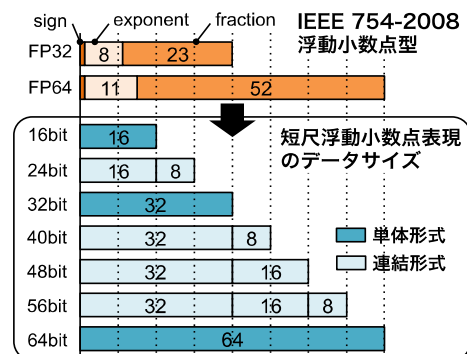 sign exponent fraction
IEEE 754-2008
浮動小数点型
FP32 8 23
FP64 11 52
短尺浮動小数点表現
のデータサイズ
16bit 16
24bit 16 8
32bit 32
40bit 32 8
48bit 32 16
56bit 32 16 8
64bit 64
単体形式
連結形式